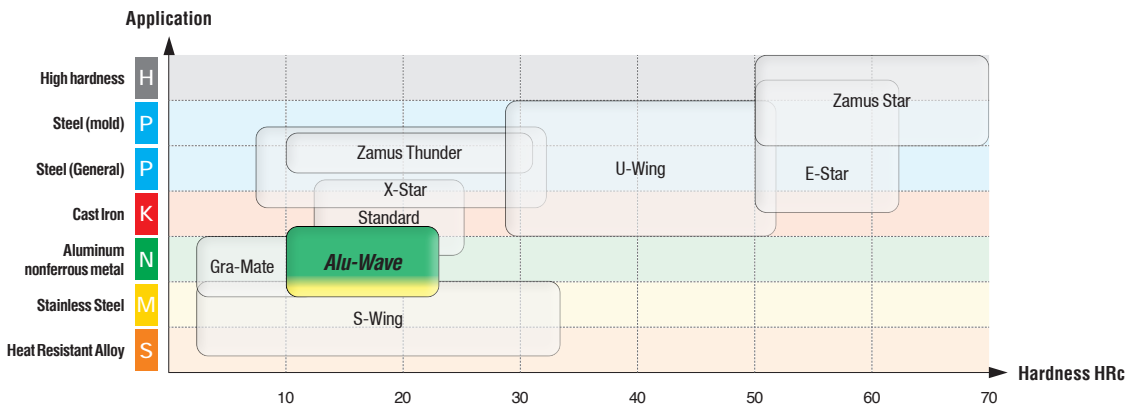 Application
High hardness H
Steel (mold) P
Zamus Star
Zamus Thunder
Steel (General) P
U-Wing
E-Star
X-Star
Cast Iron K
Standard
Aluminum
nonferrous metal N
Gra-Mate
Alu-Wave
Stainless Steel M
S-Wing
Heat Resistant Alloy S
Hardness HRc
10 20 30 40 50 60 70